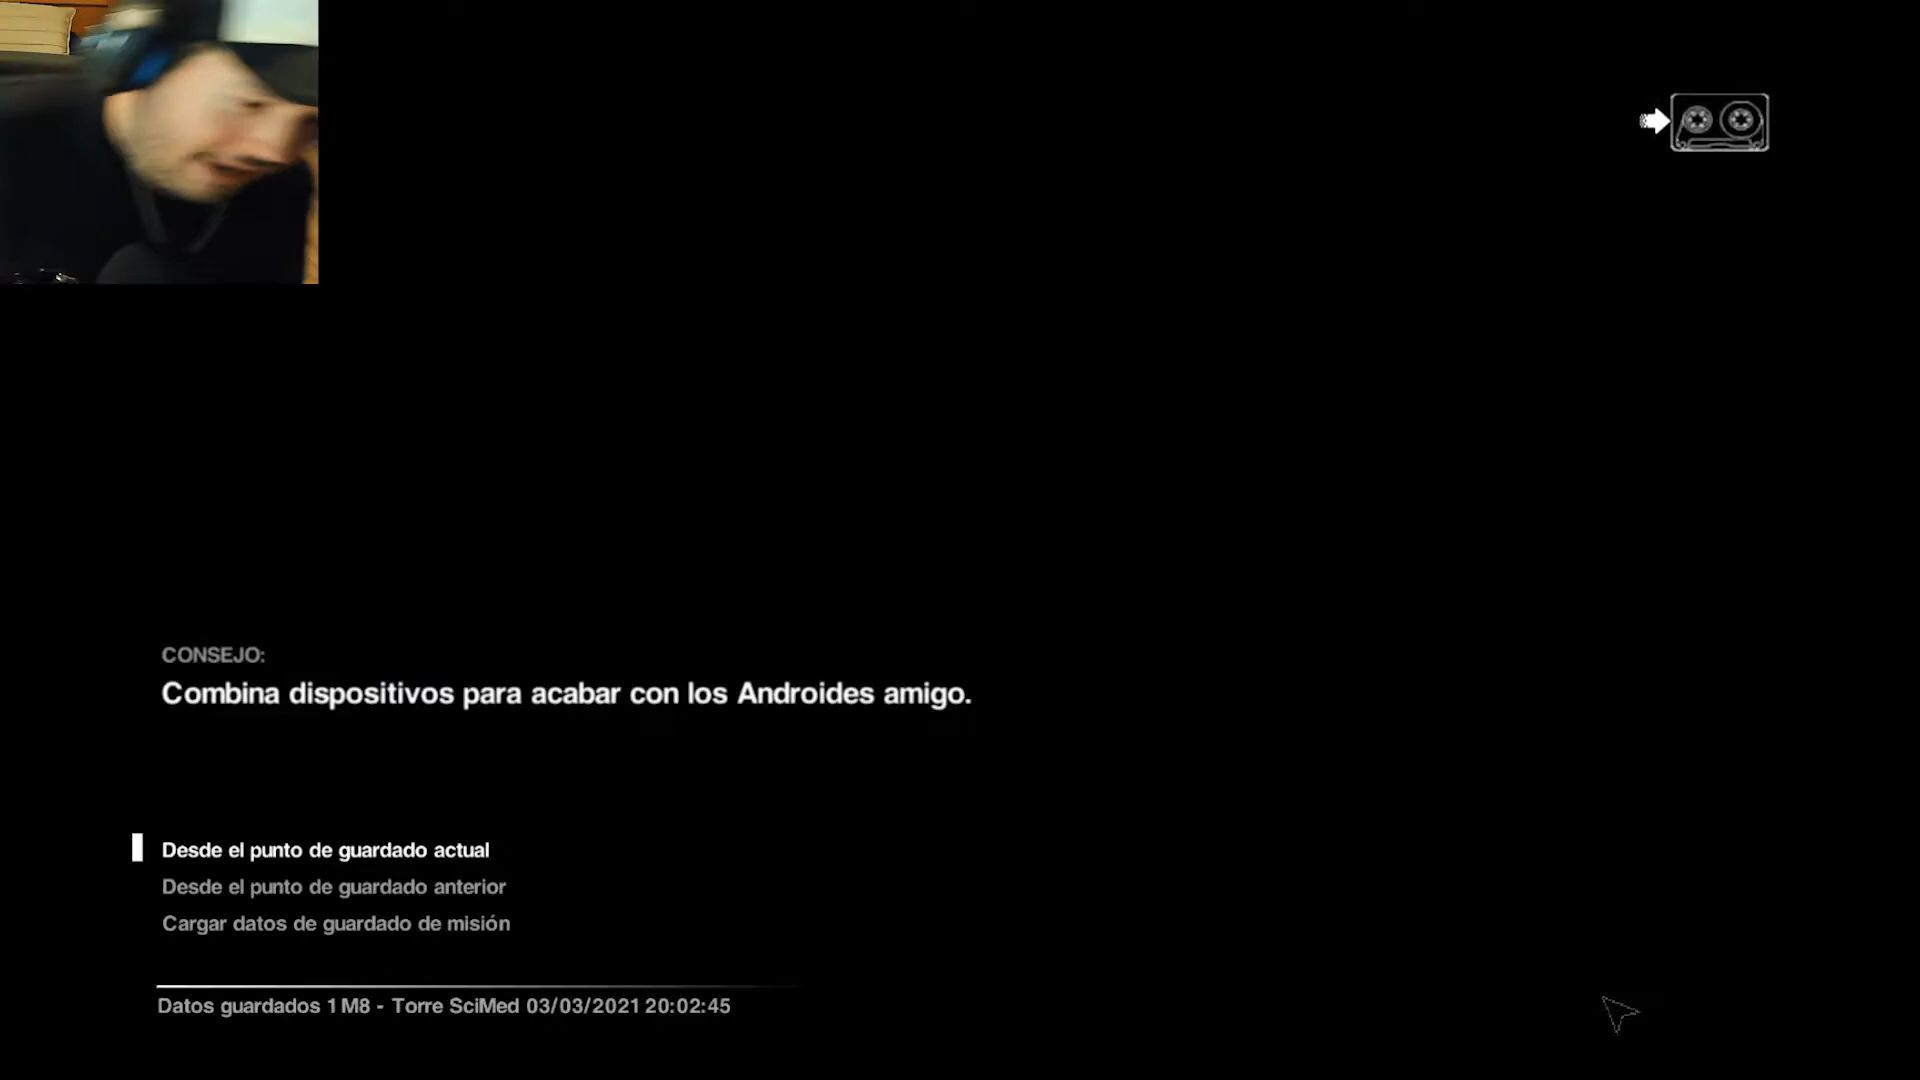 CONSEJO:
Combina dispositivos para acabar con los Androides amigo.
Desde el punto de guardado actual
Desde el punto de guardado anterior
Cargar datos de guardado de misión
Datos guardados 1 M8 - Torre SciMed 03/03/2021 20:02:45